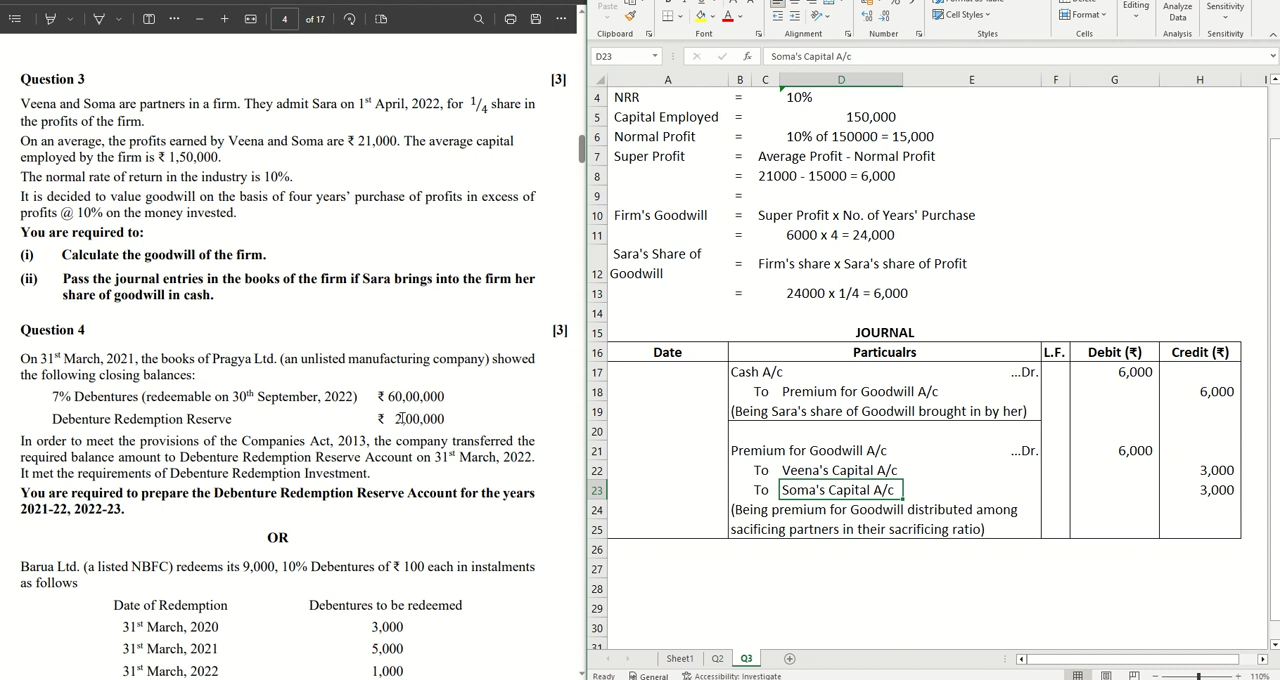 4 of 17
Question 3 [3]
Veena and Soma are partners in a firm. They admit Sara on 1st April, 2022, for 1/4 share in
the profits of the firm.
On an average, the profits earned by Veena and Soma are ₹ 21,000. The average capital
employed by the firm is ₹ 1,50,000.
The normal rate of return in the industry is 10%.
It is decided to value goodwill on the basis of four years' purchase of profits in excess of
profits @ 10% on the money invested.
You are required to:
(i) Calculate the goodwill of the firm.
(ii) Pass the journal entries in the books of the firm if Sara brings into the firm her
share of goodwill in cash.
Question 4 [3]
On 31st March, 2021, the books of Pragya Ltd. (an unlisted manufacturing company) showed
the following closing balances:
7% Debentures (redeemable on 30th September, 2022) ₹ 60,00,000
Debenture Redemption Reserve ₹ 2,00,000
In order to meet the provisions of the Companies Act, 2013, the company transferred the
required balance amount to Debenture Redemption Reserve Account on 31st March, 2022.
It met the requirements of Debenture Redemption Investment.
You are required to prepare the Debenture Redemption Reserve Account for the years
2021-22, 2022-23.
OR
Barua Ltd. (a listed NBFC) redeems its 9,000, 10% Debentures of ₹ 100 each in instalments
as follows
Date of Redemption Debentures to be redeemed
31st March, 2020 3,000
31st March, 2021 5,000
31st March, 2022 1,000
Paste
Cell Styles
Format
Editing
Analyze
Data
Sensitivity
Clipboard Font Alignment Number Styles Cells Analysis Sensitivity
D23 fx Soma's Capital A/c
A B C D E F G H I
4 NRR = 10%
5 Capital Employed = 150,000
6 Normal Profit = 10% of 150000 = 15,000
7 Super Profit = Average Profit - Normal Profit
8 = 21000 - 15000 = 6,000
9 =
10 Firm's Goodwill = Super Profit x No. of Years' Purchase
11 = 6000 x 4 = 24,000
Sara's Share of
12 Goodwill = Firm's share x Sara's share of Profit
13 = 24000 x 1/4 = 6,000
14
15 JOURNAL
16 Date Particualrs L.F. Debit (₹) Credit (₹)
17 Cash A/c ...Dr. 6,000
18 To Premium for Goodwill A/c 6,000
19 (Being Sara's share of Goodwill brought in by her)
20
21 Premium for Goodwill A/c ...Dr. 6,000
22 To Veena's Capital A/c 3,000
23 To Soma's Capital A/c 3,000
24 (Being premium for Goodwill distributed among
25 sacificing partners in their sacrificing ratio)
26
27
28
29
30
31
Sheet1 Q2 Q3
Ready General Accessibility: Investigate 110%